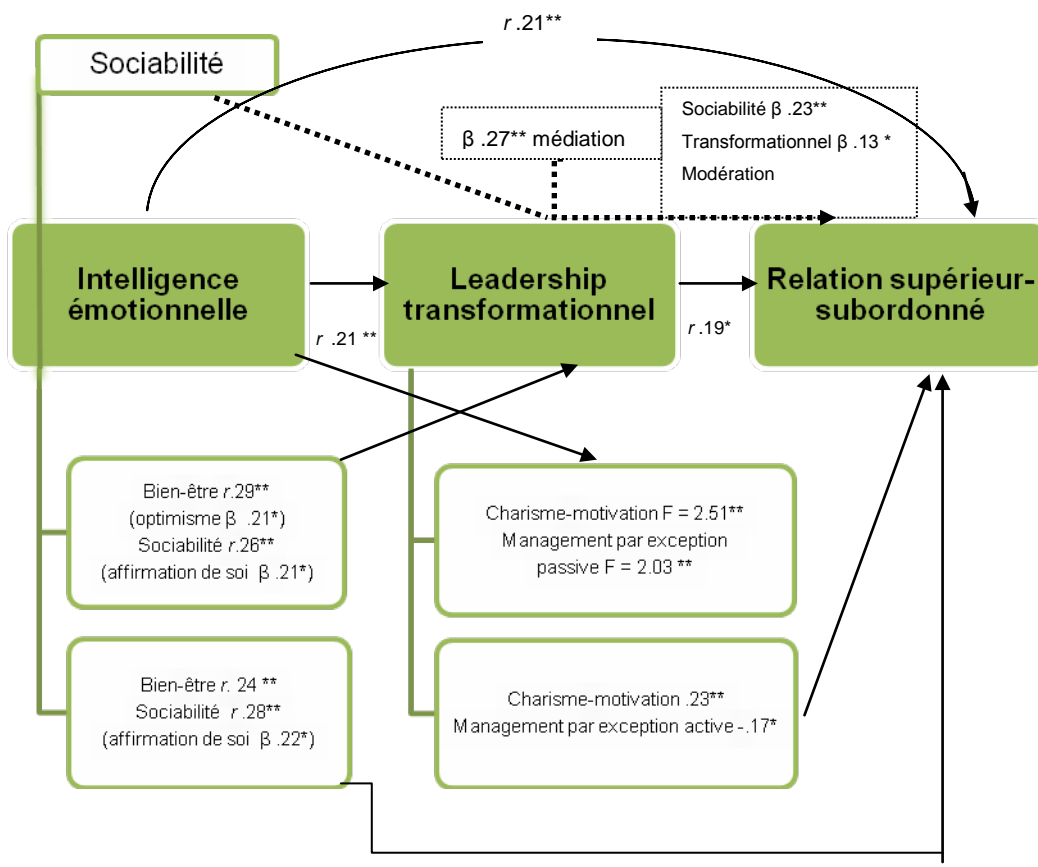 r .21**
Sociabilité
β .27** médiation
Sociabilité β .23**
Transformationnel β .13 *
Modération
Intelligence
émotionnelle
Leadership
transformationnel
Relation supérieur-
subordonné
r .21 **
r .19*
Bien-être r.29**
(optimisme β .21*)
Sociabilité r.26**
(affirmation de soi β .21*)
Charisme-motivation F = 2.51**
Management par exception
passive F = 2.03 **
Bien-être r. 24 **
Sociabilité r .28**
(affirmation de soi β .22*)
Charisme-motivation .23**
Management par exception active -.17*